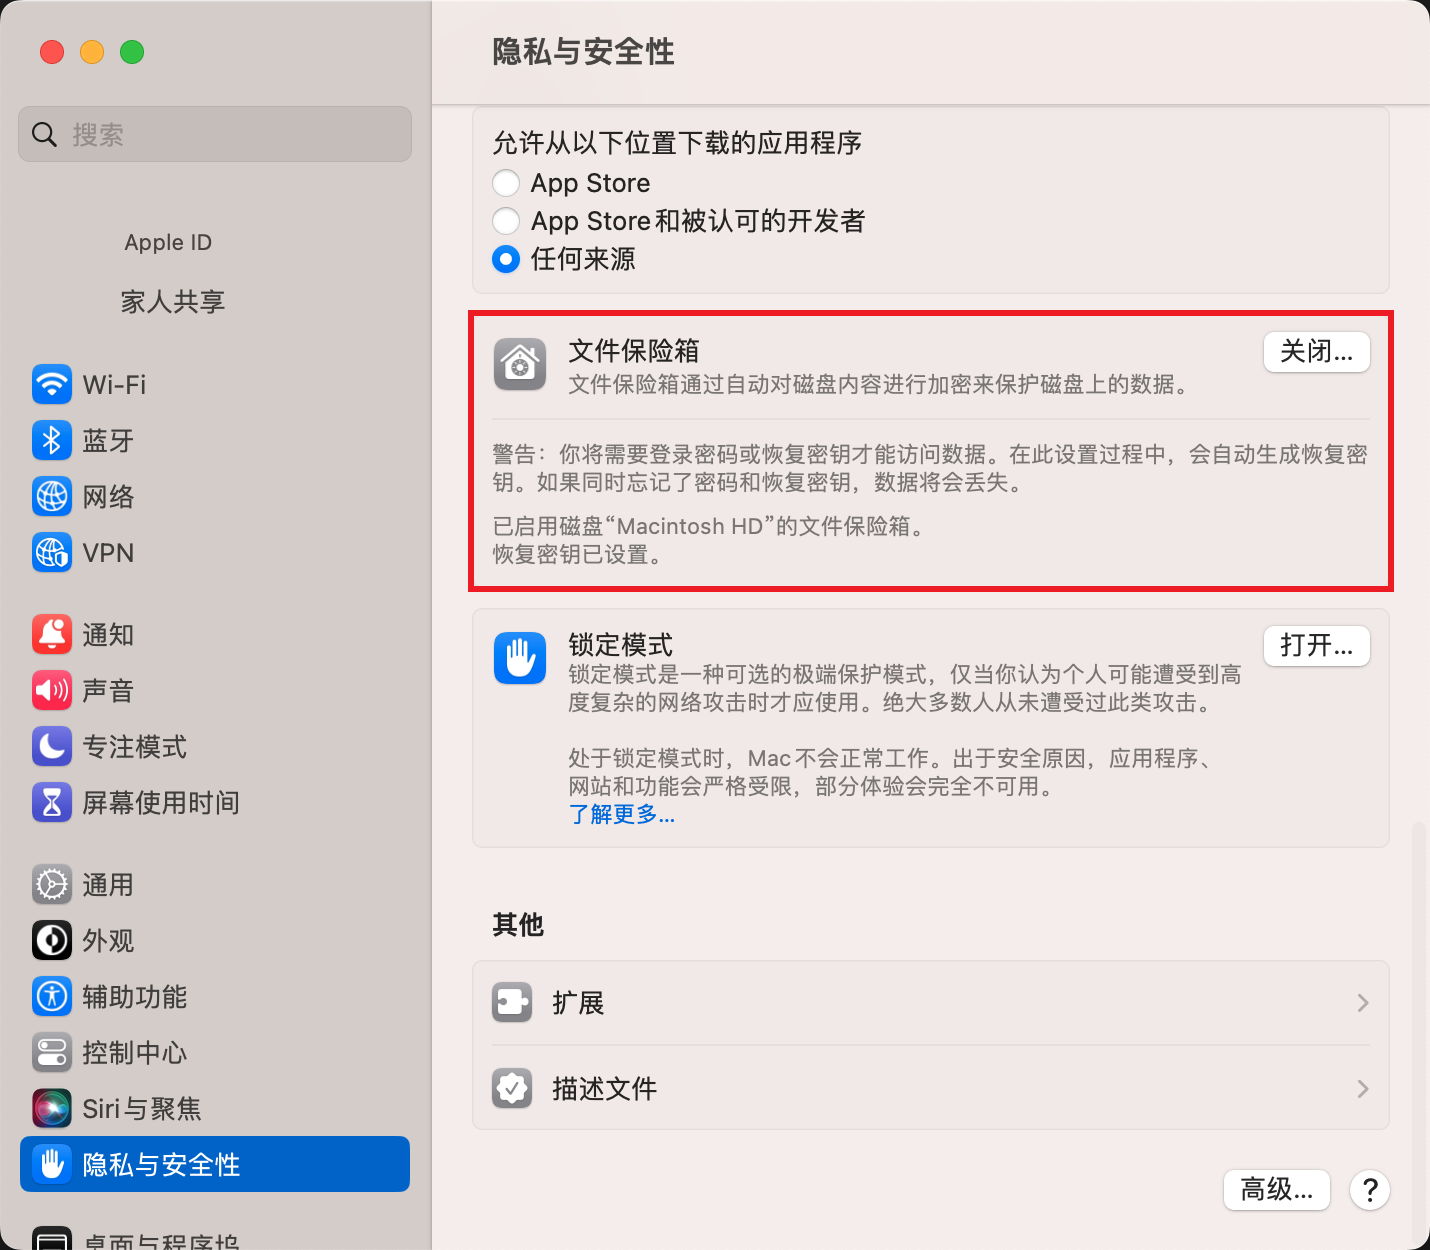 搜索
Apple ID
家人共享
Wi-Fi
蓝牙
网络
VPN
通知
声音
专注模式
屏幕使用时间
通用
外观
辅助功能
控制中心
Siri与聚焦
隐私与安全性
桌面与程序坞
隐私与安全性
允许从以下位置下载的应用程序
App Store
App Store和被认可的开发者
任何来源
文件保险箱
关闭...
文件保险箱通过自动对磁盘内容进行加密来保护磁盘上的数据。
警告：你将需要登录密码或恢复密钥才能访问数据。在此设置过程中，会自动生成恢复密
钥。如果同时忘记了密码和恢复密钥，数据将会丢失。
已启用磁盘“Macintosh HD”的文件保险箱。
恢复密钥已设置。
锁定模式
打开...
锁定模式是一种可选的极端保护模式，仅当你认为个人可能遭受到高
度复杂的网络攻击时才应使用。绝大多数人从未遭受过此类攻击。
处于锁定模式时，Mac不会正常工作。出于安全原因，应用程序、
网站和功能会严格受限，部分体验会完全不可用。
了解更多...
其他
扩展
描述文件
高级...
?